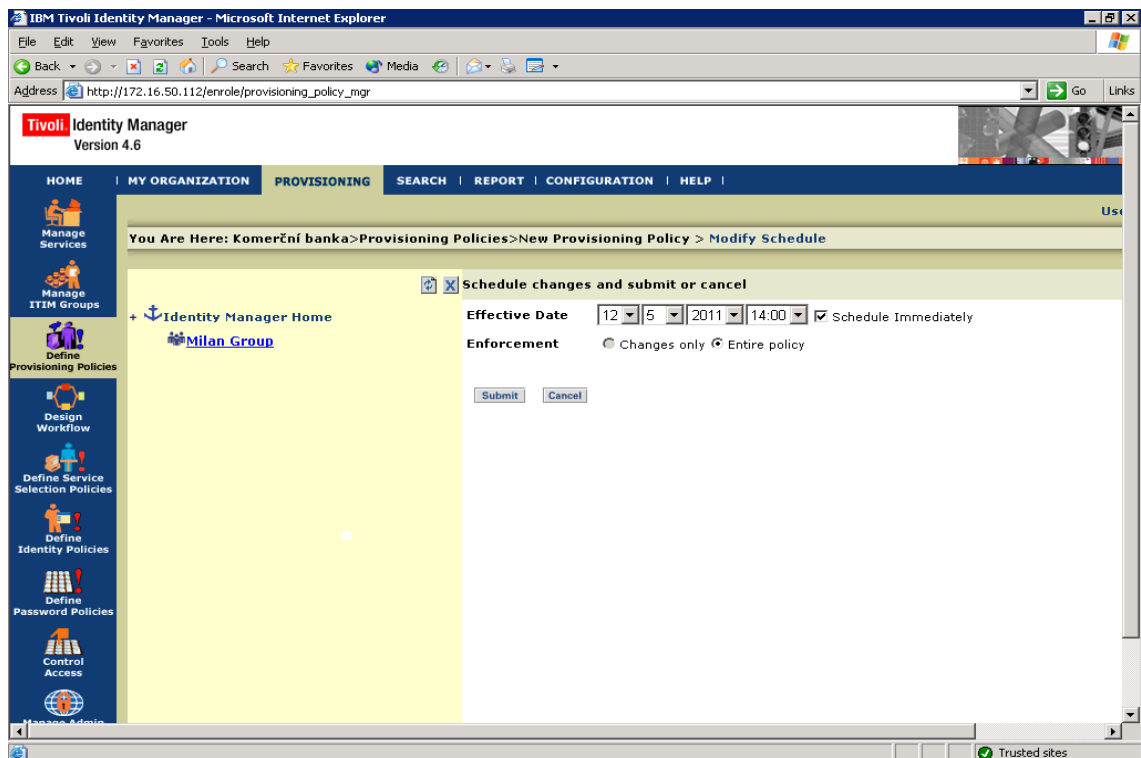 IBM Tivoli Identity Manager - Microsoft Internet Explorer
File Edit View Favorites Tools Help
Back Search Favorites Media
Address http://172.16.50.112/enrole/provisioning_policy_mgr Go Links
Tivoli. Identity Manager
Version 4.6
HOME | MY ORGANIZATION PROVISIONING SEARCH | REPORT | CONFIGURATION | HELP |
Manage
Services
Manage
ITIM Groups
Define
Provisioning Policies
Design
Workflow
Define Service
Selection Policies
Define
Identity Policies
Define
Password Policies
Control
Access
Manage Admin
You Are Here: Komerční banka>Provisioning Policies>New Provisioning Policy > Modify Schedule
+ Identity Manager Home
Milan Group
Schedule changes and submit or cancel
Effective Date 12 5 2011 14:00 Schedule Immediately
Enforcement Changes only Entire policy
Submit Cancel
Trusted sites